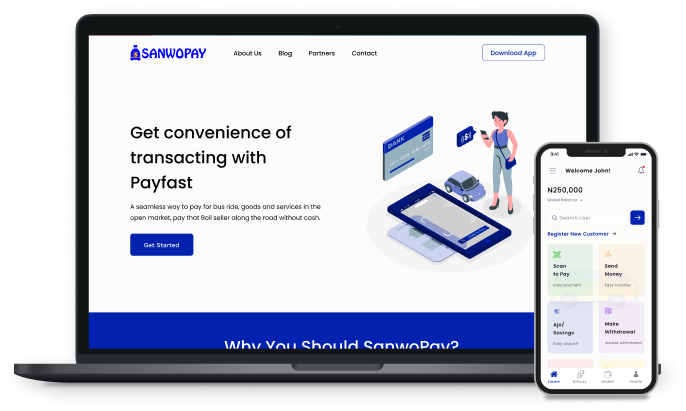 SANWOPAY
About Us
Blog
Partners
Contact
Download App
Get convenience of
transacting with
Payfast
A seamless way to pay for bus ride, goods and services in the
open market, pay that Boli seller along the road without cash.
Get Started
BANK
$
Why You Should SanwoPay?
9:41
Welcome John!
N250,000
Wallet Balance
Search User
Register New Customer
Scan
to Pay
Easy payment
Send
Money
Easy transfer
Ajo/
Savings
Easy deposit
Make
Withdrawal
Instant withdrawal
Home
History
Wallet
Profile